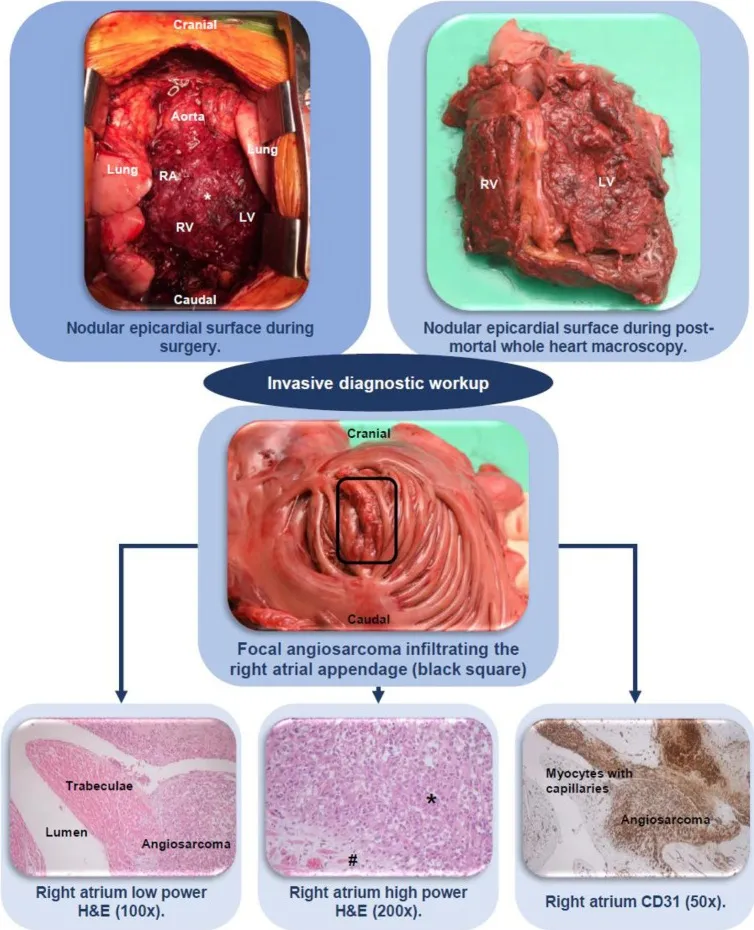 Cranial
Aorta
Lung
Lung
RA
*
RV
LV
Caudal
Nodular epicardial surface during
surgery.
RV
LV
Nodular epicardial surface during post-
mortal whole heart macroscopy.
Invasive diagnostic workup
Cranial
Caudal
Focal angiosarcoma infiltrating the
right atrial appendage (black square)
Trabeculae
Lumen
Angiosarcoma
Right atrium low power
H&E (100x).
*
#
Right atrium high power
H&E (200x).
Myocytes with
capillaries
Angiosarcoma
Right atrium CD31 (50x).